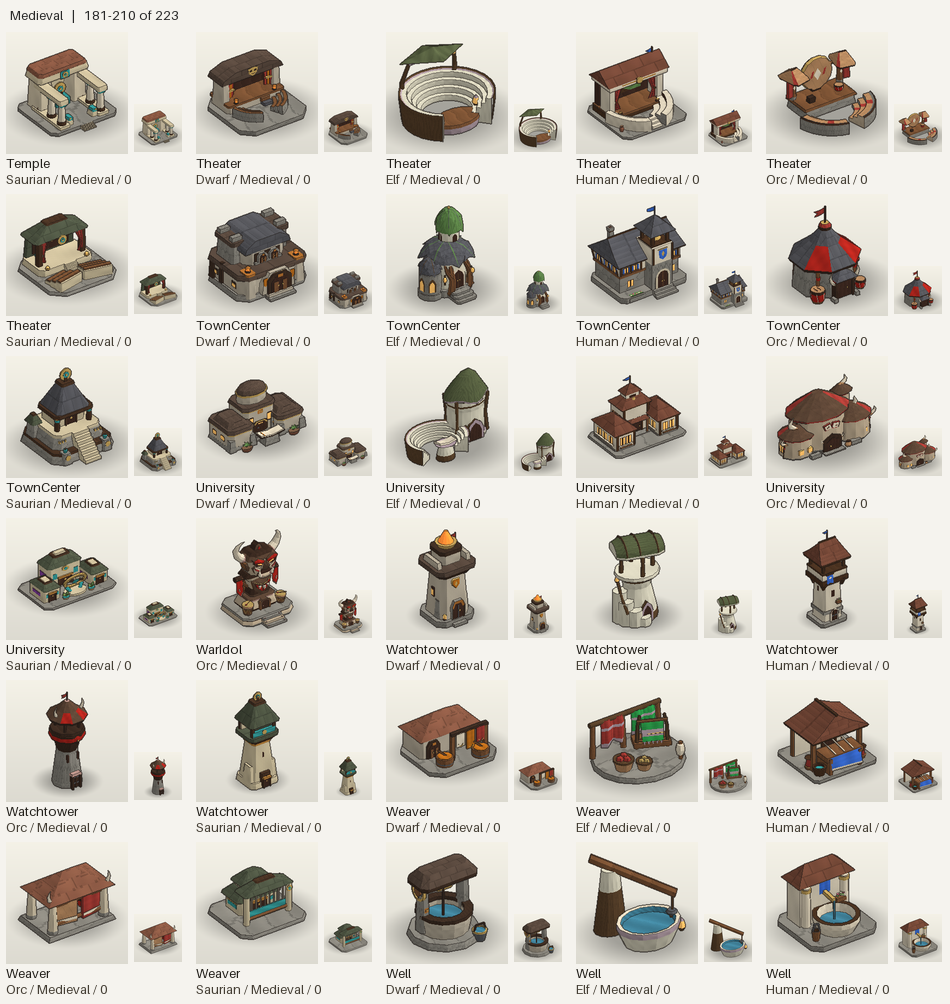 Medieval | 181-210 of 223
Temple
Saurian / Medieval / 0
Theater
Dwarf / Medieval / 0
Theater
Elf / Medieval / 0
Theater
Human / Medieval / 0
Theater
Orc / Medieval / 0
Theater
Saurian / Medieval / 0
TownCenter
Dwarf / Medieval / 0
TownCenter
Elf / Medieval / 0
TownCenter
Human / Medieval / 0
TownCenter
Orc / Medieval / 0
TownCenter
Saurian / Medieval / 0
University
Dwarf / Medieval / 0
University
Elf / Medieval / 0
University
Human / Medieval / 0
University
Orc / Medieval / 0
University
Saurian / Medieval / 0
WarIdol
Orc / Medieval / 0
Watchtower
Dwarf / Medieval / 0
Watchtower
Elf / Medieval / 0
Watchtower
Human / Medieval / 0
Watchtower
Orc / Medieval / 0
Watchtower
Saurian / Medieval / 0
Weaver
Dwarf / Medieval / 0
Weaver
Elf / Medieval / 0
Weaver
Human / Medieval / 0
Weaver
Orc / Medieval / 0
Weaver
Saurian / Medieval / 0
Well
Dwarf / Medieval / 0
Well
Elf / Medieval / 0
Well
Human / Medieval / 0